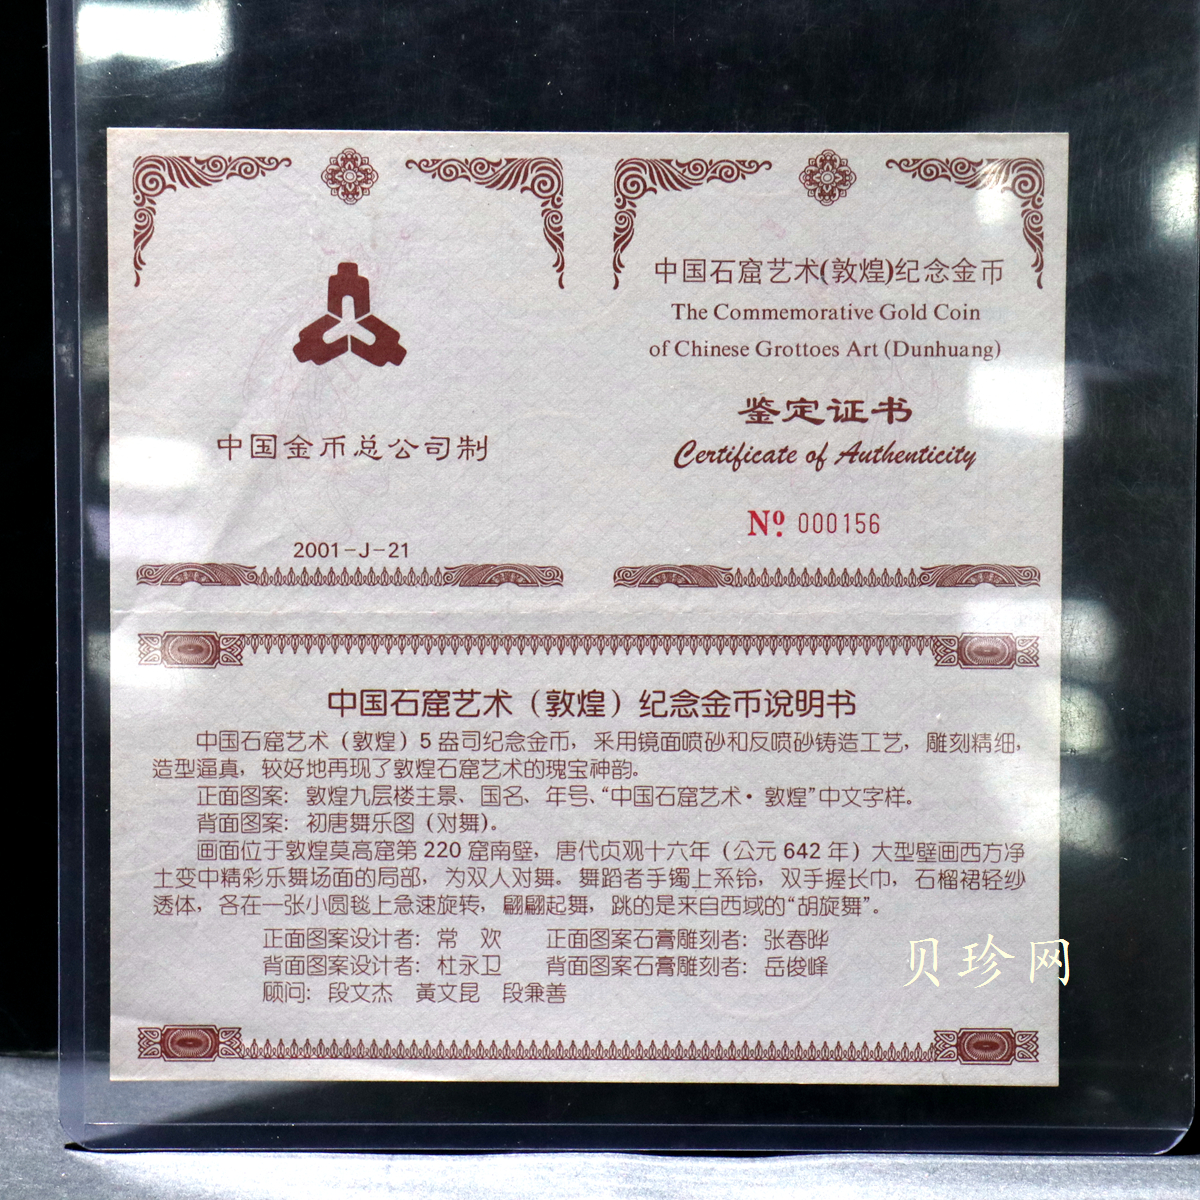 中国金币总公司制
2001-J-21
中国石窟艺术(敦煌)纪念金币
The Commemorative Gold Coin
of Chinese Grottoes Art (Dunhuang)
鉴定证书
Certificate of Authenticity
Nº. 000156
中国石窟艺术（敦煌）纪念金币说明书
中国石窟艺术（敦煌）5 盎司纪念金币，采用镜面喷砂和反喷砂铸造工艺，雕刻精细，
造型逼真，较好地再现了敦煌石窟艺术的瑰宝神韵。
正面图案：敦煌九层楼主景、国名、年号、“中国石窟艺术·敦煌”中文字样。
背面图案：初唐舞乐图（对舞）。
画面位于敦煌莫高窟第 220 窟南壁，唐代贞观十六年（公元 642 年）大型壁画西方净
土变中精彩乐舞场面的局部，为双人对舞。舞蹈者手镯上系铃，双手握长巾，石榴裙轻纱
透体，各在一张小圆毯上急速旋转，翩翩起舞，跳的是来自西域的“胡旋舞”。
正面图案设计者：常 欢 正面图案石膏雕刻者：张春晔
背面图案设计者：杜永卫 背面图案石膏雕刻者：岳俊峰
顾问：段文杰 黃文昆 段兼善
贝珍网